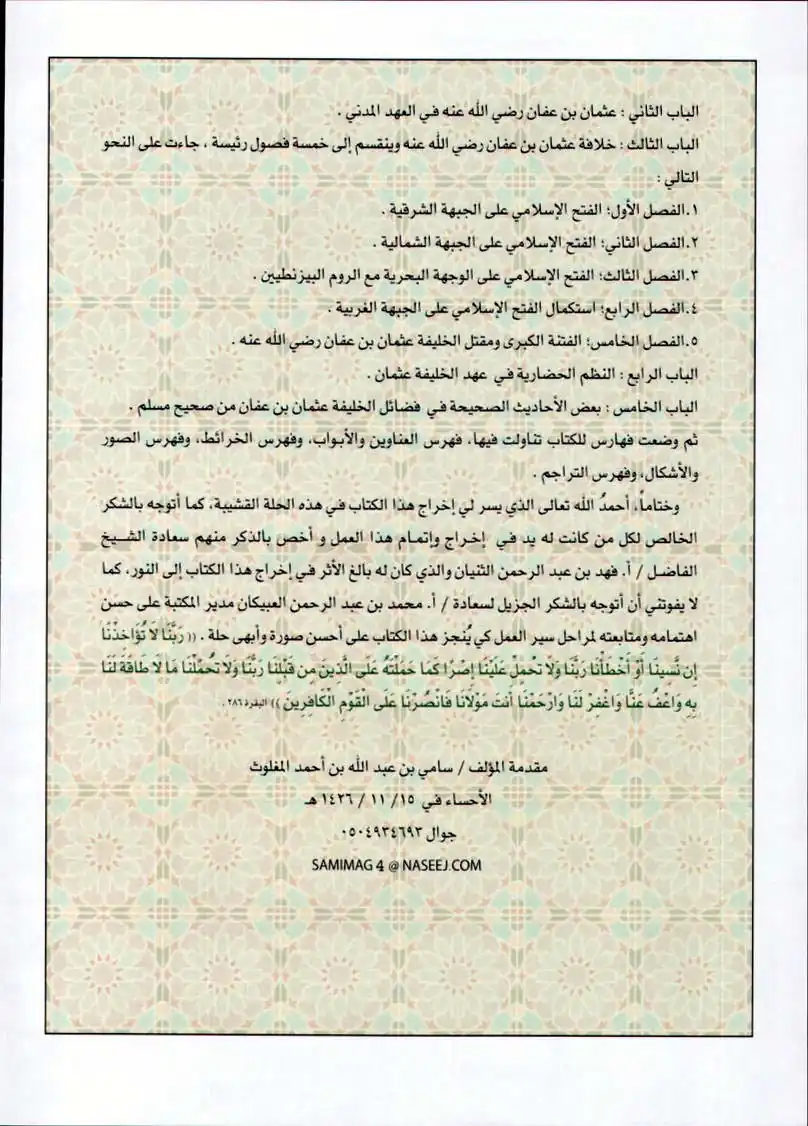 الباب الثاني : عثمان بن عفان رضي الله عنه في العهد المدني .
الباب الثالث : خلافة عثمان بن عفان رضي الله عنه وينقسم إلى خمسة فصول رئيسة ، جاءت على النحو
التالي :
١.الفصل الأول؛ الفتح الإسلامي على الجبهة الشرقية .
٢.الفصل الثاني؛ الفتح الإسلامي على الجبهة الشمالية .
٣.الفصل الثالث؛ الفتح الإسلامي على الوجهة البحرية مع الروم البيزنطيين .
٤.الفصل الرابع؛ استكمال الفتح الإسلامي على الجبهة الغربية .
٥.الفصل الخامس؛ الفتنة الكبرى ومقتل الخليفة عثمان بن عفان رضي الله عنه .
الباب الرابع : النظم الحضارية في عهد الخليفة عثمان .
الباب الخامس : بعض الأحاديث الصحيحة في فضائل الخليفة عثمان بن عفان من صحيح مسلم .
ثم وضعت فهارس للكتاب تناولت فيها، فهرس العناوين والأبواب، وفهرس الخرائط، وفهرس الصور
والأشكال، وفهرس التراجم .
وختاماً، أحمدُ الله تعالى الذي يسر لي إخراج هذا الكتاب في هذه الحلة القشيبة، كما أتوجه بالشكر
الخالص لكل من كانت له يد في إخراج وإتمام هذا العمل و أخص بالذكر منهم سعادة الشيخ
الفاضل / أ. فهد بن عبد الرحمن الثنيان والذي كان له بالغ الأثر في إخراج هذا الكتاب إلى النور، كما
لا يفوتني أن أتوجه بالشكر الجزيل لسعادة / أ. محمد بن عبد الرحمن العبيكان مدير المكتبة على حسن
اهتمامه ومتابعته لمراحل سير العمل كي يُنجز هذا الكتاب على أحسن صورة وأبهى حلة . (( رَبَّنَا لَا تُؤَاخِذْنَا
إِن نَّسِينَا أَوْ أَخْطَأْنَا رَبَّنَا وَلَا تَحْمِلْ عَلَيْنَا إِصْرًا كَمَا حَمَلْتَهُ عَلَى الَّذِينَ مِن قَبْلِنَا رَبَّنَا وَلَا تُحَمِّلْنَا مَا لَا طَاقَةَ لَنَا
بِهِ وَاعْفُ عَنَّا وَاغْفِرْ لَنَا وَارْحَمْنَا أَنتَ مَوْلَانَا فَانصُرْنَا عَلَى الْقَوْمِ الْكَافِرِينَ )) البقرة ٢٨٦ .
مقدمة المؤلف / سامي بن عبد الله بن أحمد المغلوث
الأحساء في ١٥/ ١١ / ١٤٢٦ هـ
جوال ٠٥٠٤٩٣٤٦٩٣
SAMIMAG 4 @ NASEEJ.COM